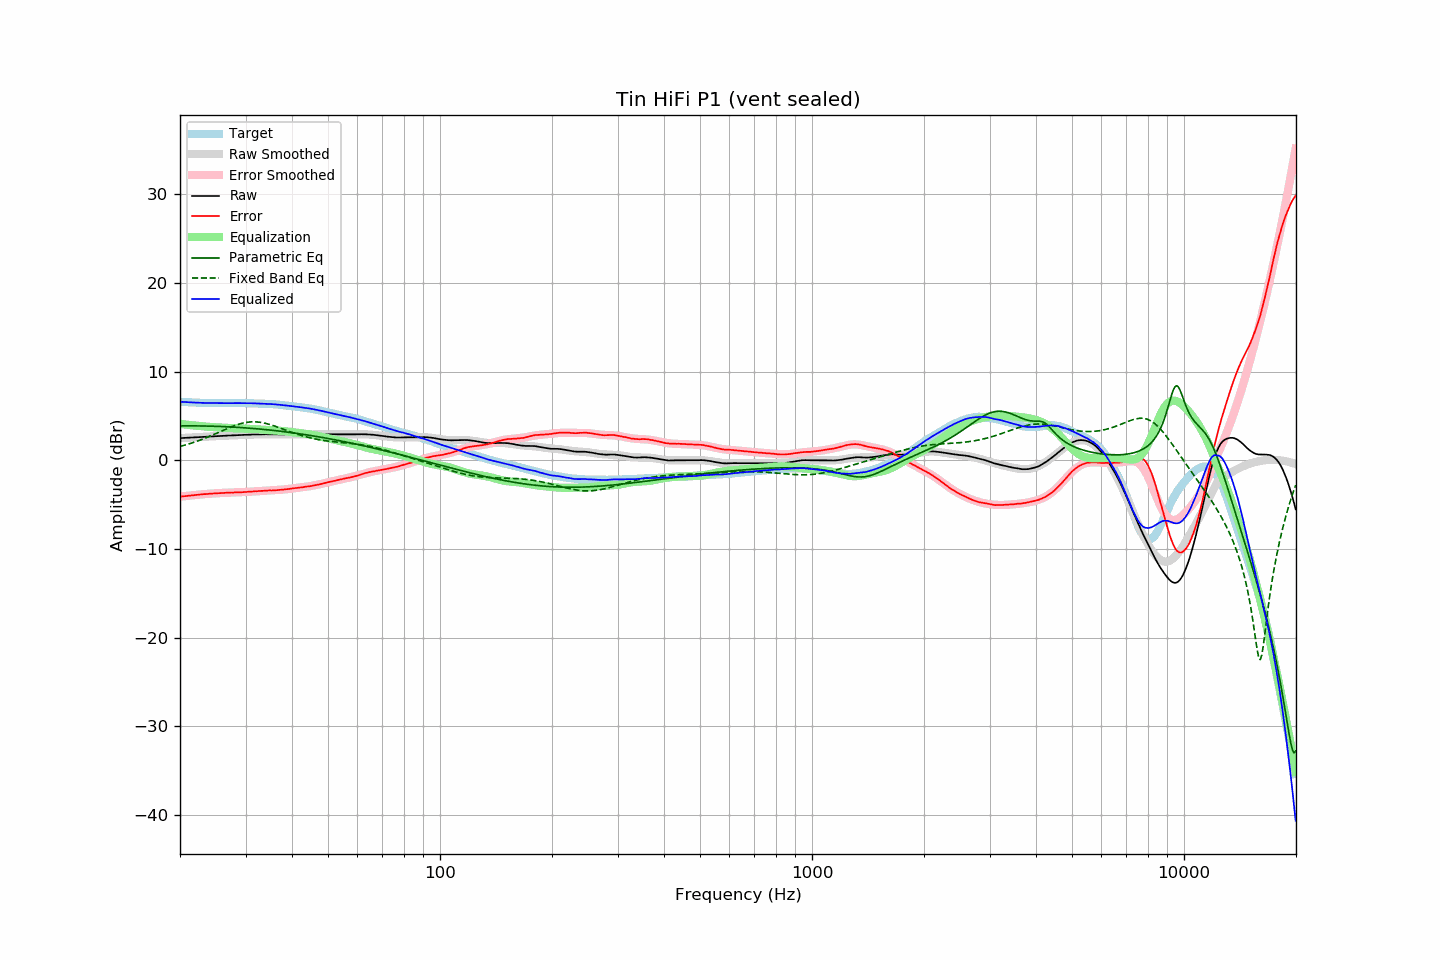 Tin HiFi P1 (vent sealed)
Target
Raw Smoothed
Error Smoothed
Raw
Error
Equalization
Parametric Eq
Fixed Band Eq
Equalized
30
20
10
0
−10
−20
−30
−40
Amplitude (dBr)
100
1000
10000
Frequency (Hz)